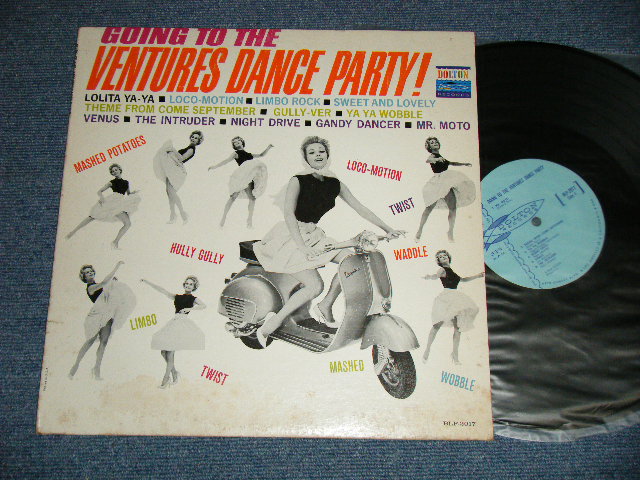 GOING TO THE
VENTURES DANCE PARTY!
DOLTON
RECORDS
LOLITA YA-YA ■ LOCO-MOTION ■ LIMBO ROCK ■ SWEET AND LOVELY
THEME FROM COME SEPTEMBER ■ GULLY-VER ■ YA YA WOBBLE
VENUS ■ THE INTRUDER ■ NIGHT DRIVE ■ GANDY DANCER ■ MR. MOTO
MASHED POTATOES
LOCO-MOTION
TWIST
HULLY GULLY
WADDLE
LIMBO
TWIST
MASHED
WOBBLE
BLP-2017
GOING TO THE VENTURES DANCE PARTY
DOLTON